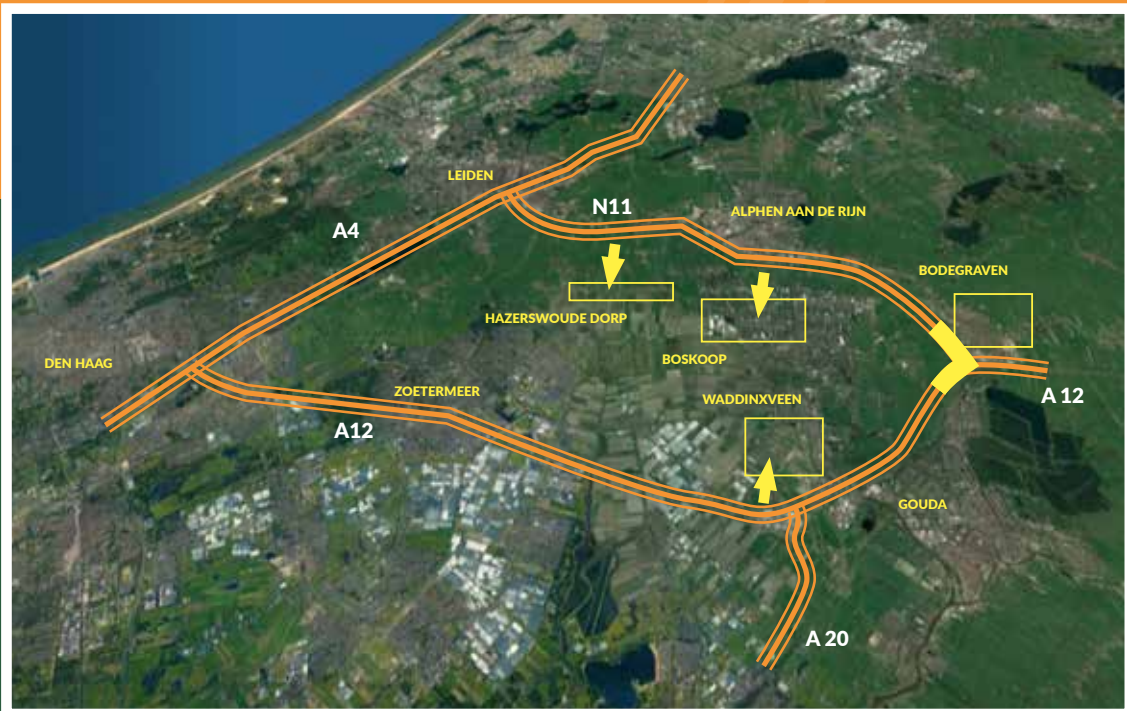 LEIDEN
N11
ALPHEN AAN DE RIJN
A4
BODEGRAVEN
HAZERSWOUDE DORP
DEN HAAG
BOSKOOP
ZOETERMEER
A 12
WADDINXVEEN
A12
GOUDA
A 20